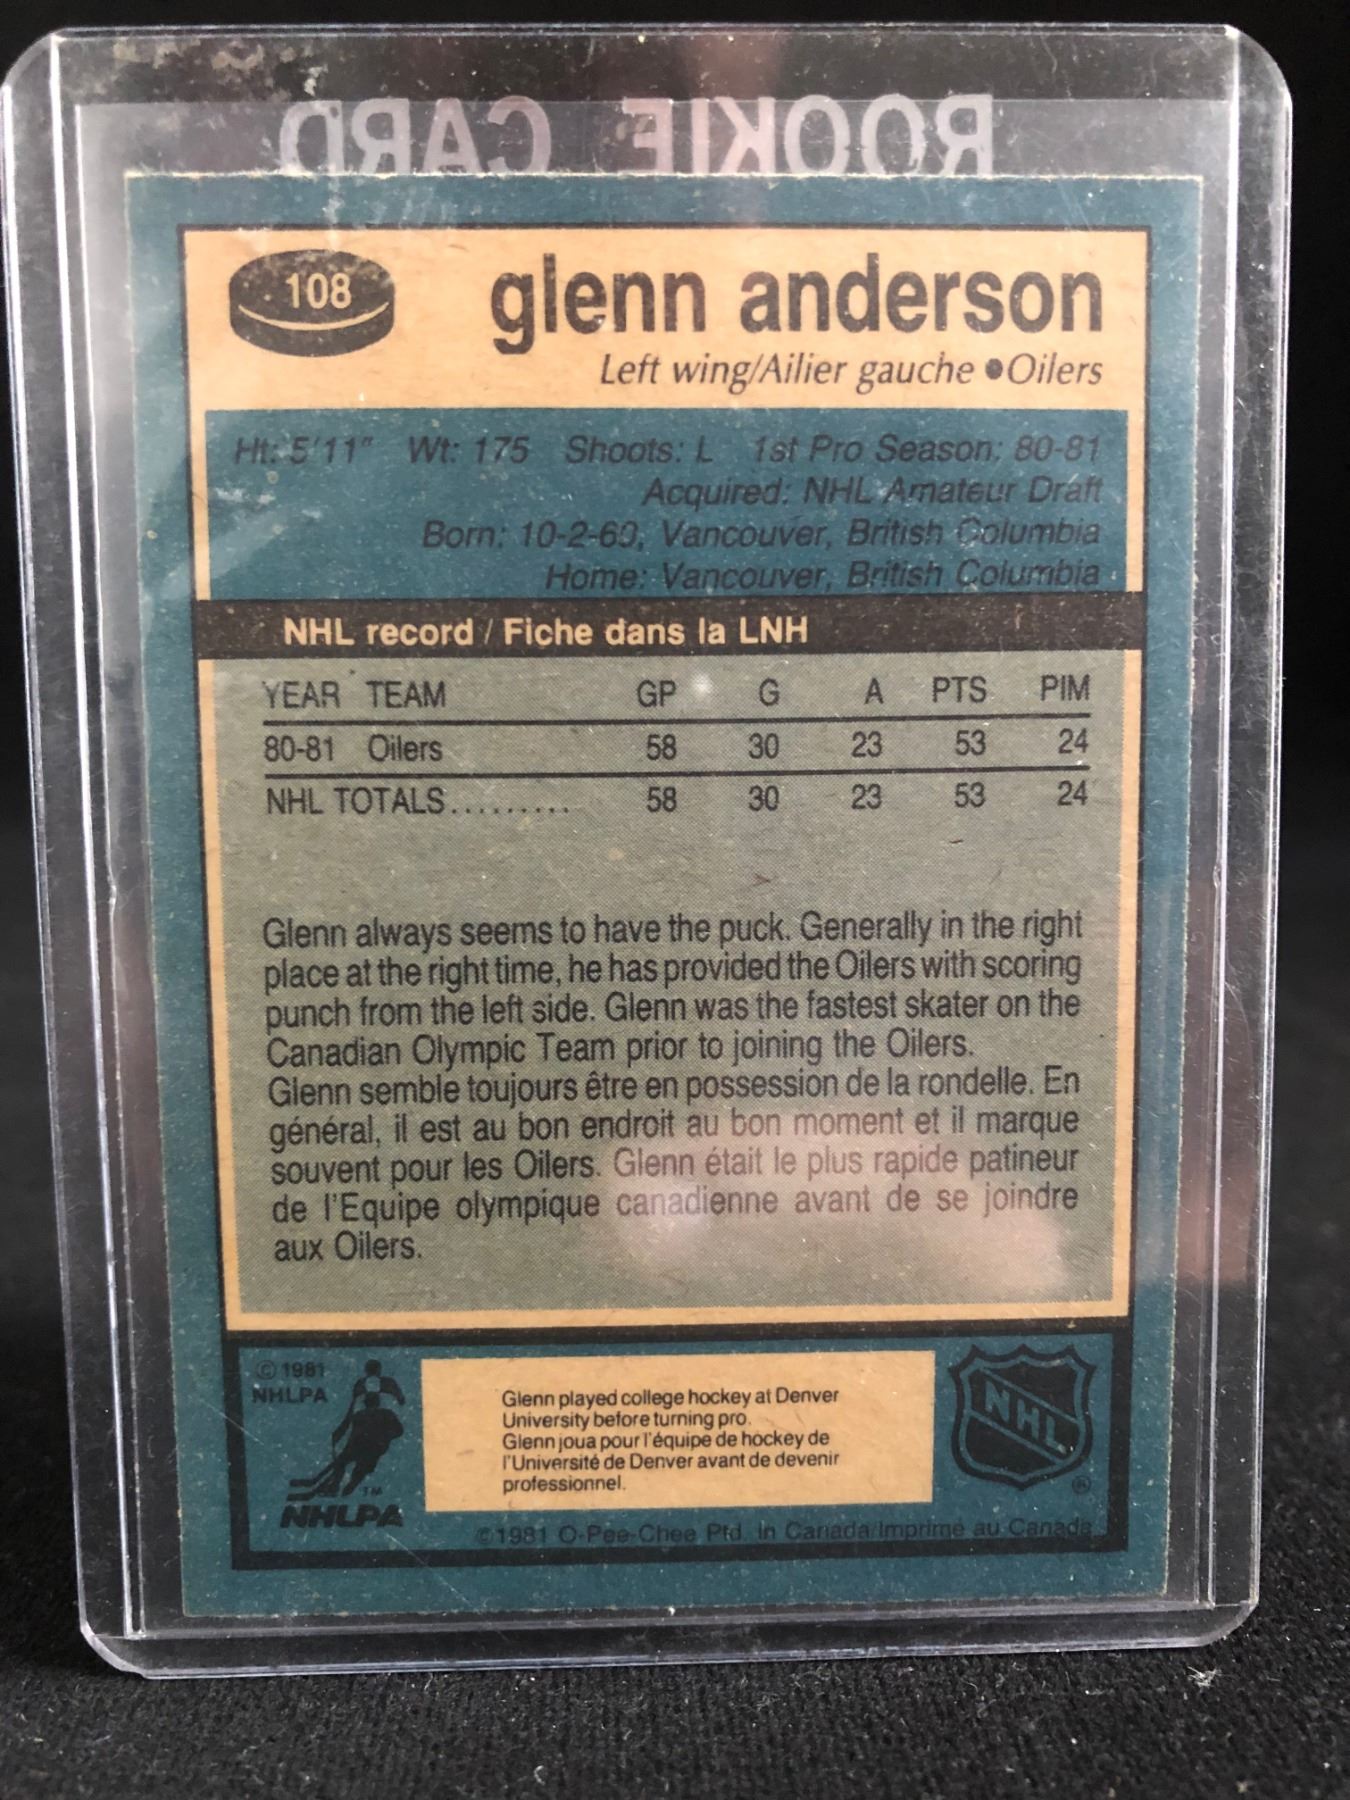 ROOKIE CARD
108
glenn anderson
Left wing/Ailier gauche ●Oilers
Ht: 5'11" Wt: 175 Shoots: L 1st Pro Season: 80-81
Acquired: NHL Amateur Draft
Born: 10-2-60, Vancouver, British Columbia
Home: Vancouver, British Columbia
NHL record / Fiche dans la LNH
YEAR TEAM GP G A PTS PIM
80-81 Oilers 58 30 23 53 24
NHL TOTALS......... 58 30 23 53 24
Glenn always seems to have the puck. Generally in the right
place at the right time, he has provided the Oilers with scoring
punch from the left side. Glenn was the fastest skater on the
Canadian Olympic Team prior to joining the Oilers.
Glenn semble toujours être en possession de la rondelle. En
général, il est au bon endroit au bon moment et il marque
souvent pour les Oilers. Glenn était le plus rapide patineur
de l'Equipe olympique canadienne avant de se joindre
aux Oilers.
© 1981
NHLPA
TM
NHLPA
Glenn played college hockey at Denver
University before turning pro.
Glenn joua pour l'équipe de hockey de
l'Université de Denver avant de devenir
professionnel.
NHL
®
© 1981 O-Pee-Chee Ptd. in Canada/Imprimé au Canada